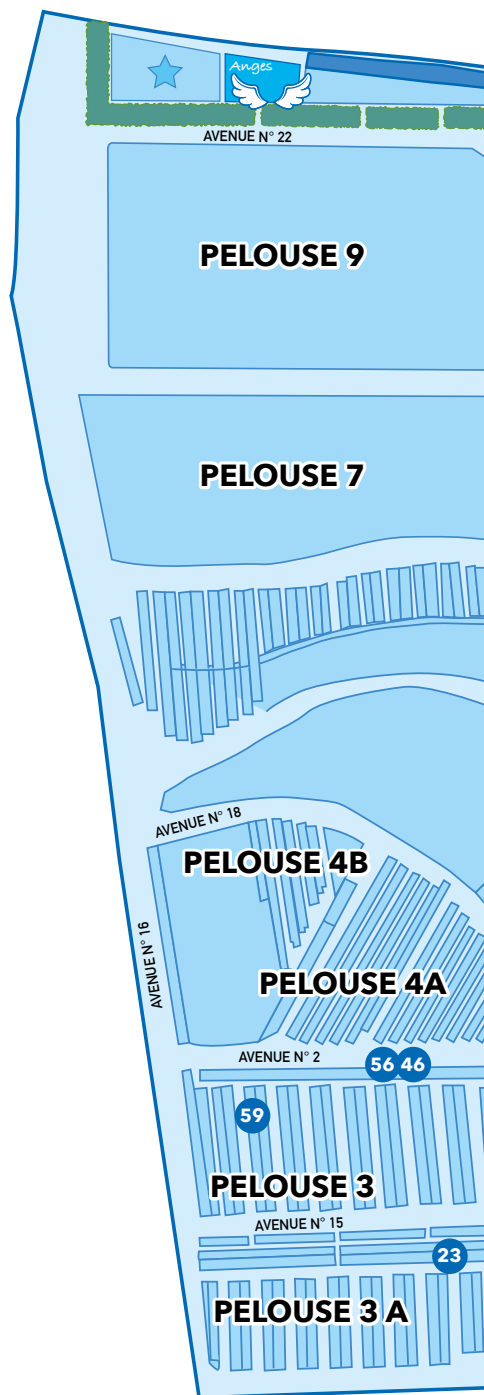 Anges
AVENUE N° 22
PELOUSE 9
PELOUSE 7
AVENUE N° 18
PELOUSE 4B
AVENUE N° 16
PELOUSE 4A
AVENUE N° 2
56 46
59
PELOUSE 3
AVENUE N° 15
23
PELOUSE 3 A